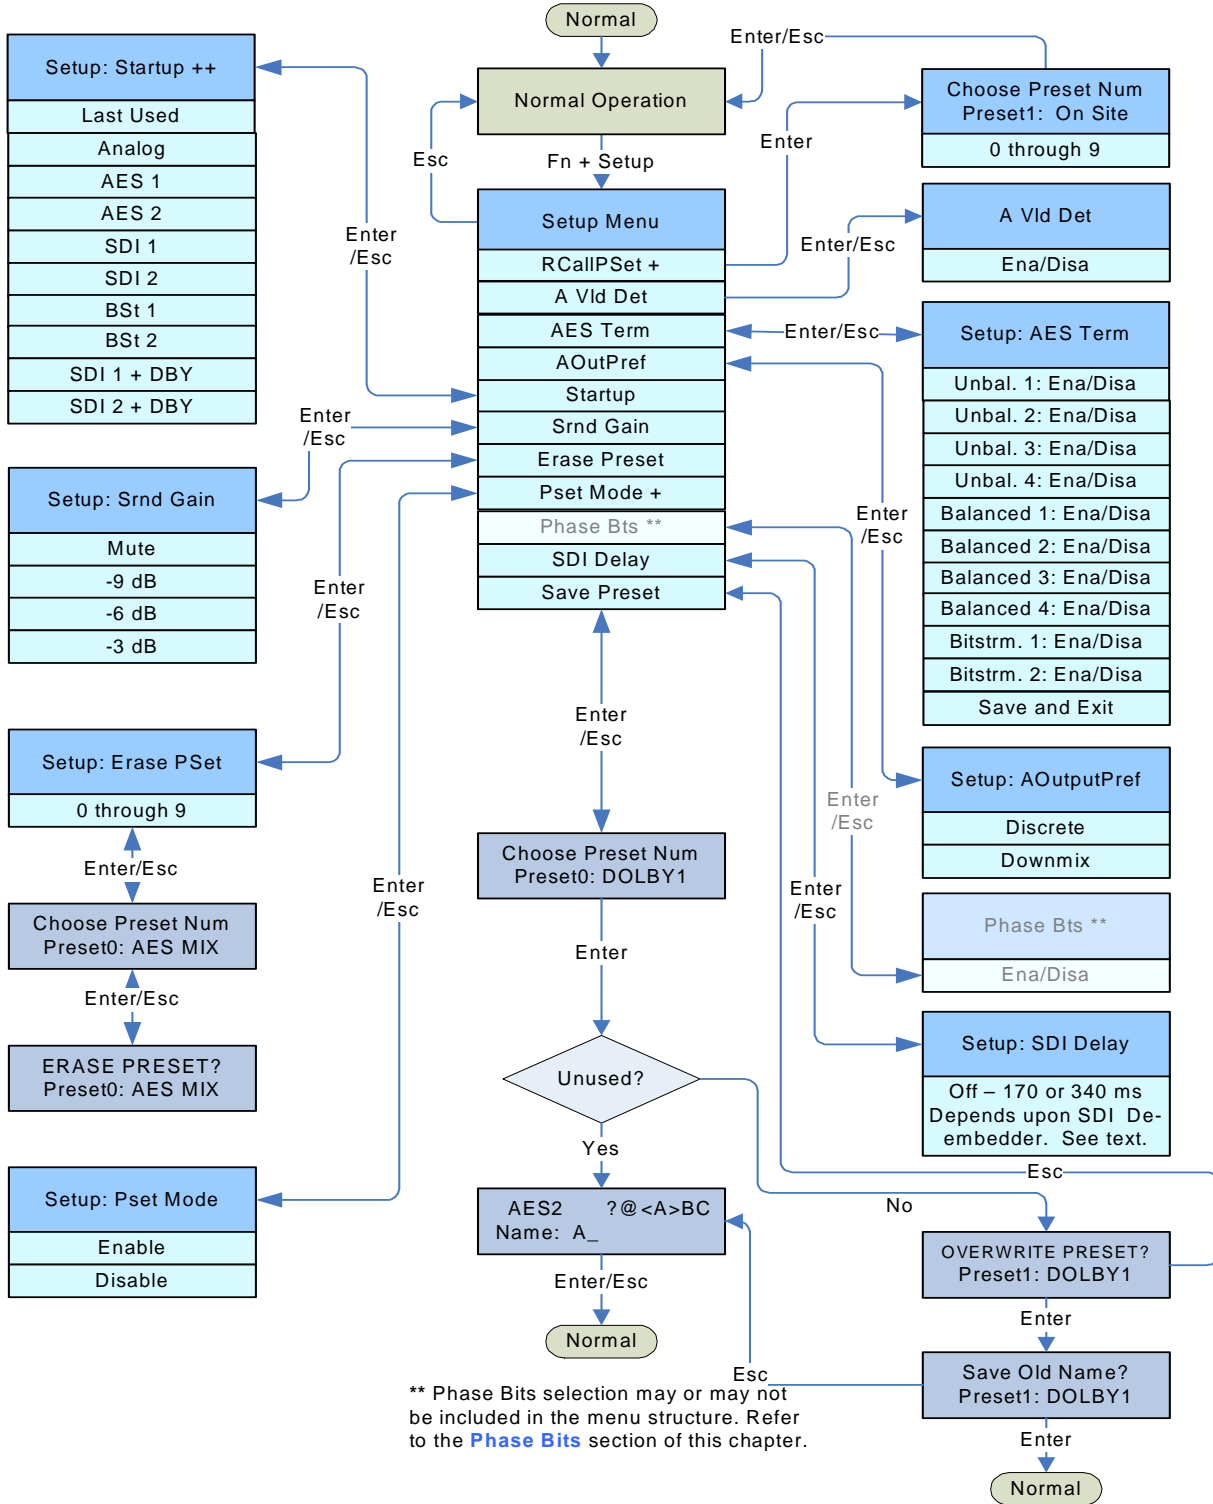 Normal
Enter/Esc
Setup: Startup ++
Last Used
Analog
AES 1
AES 2
SDI 1
SDI 2
BSt 1
BSt 2
SDI 1 + DBY
SDI 2 + DBY
Normal Operation
Choose Preset Num
Preset1: On Site
0 through 9
Enter
Esc
Fn + Setup
Setup Menu
RCallPSet +
A Vld Det
AES Term
AOutPref
Startup
Srnd Gain
Erase Preset
Pset Mode +
Phase Bts **
SDI Delay
Save Preset
A Vld Det
Ena/Disa
Enter/Esc
Enter
/Esc
Enter/Esc
Setup: AES Term
Unbal. 1: Ena/Disa
Unbal. 2: Ena/Disa
Unbal. 3: Ena/Disa
Unbal. 4: Ena/Disa
Balanced 1: Ena/Disa
Balanced 2: Ena/Disa
Balanced 3: Ena/Disa
Balanced 4: Ena/Disa
Bitstrm. 1: Ena/Disa
Bitstrm. 2: Ena/Disa
Save and Exit
Enter
/Esc
Setup: Srnd Gain
Mute
-9 dB
-6 dB
-3 dB
Enter
/Esc
Enter
/Esc
Enter
/Esc
Setup: Erase PSet
0 through 9
Enter/Esc
Choose Preset Num
Preset0: AES MIX
Enter/Esc
ERASE PRESET?
Preset0: AES MIX
Setup: AOutputPref
Discrete
Downmix
Enter
/Esc
Choose Preset Num
Preset0: DOLBY1
Enter
/Esc
Enter
/Esc
Phase Bts **
Ena/Disa
Enter
Unused?
Yes
Setup: SDI Delay
Off – 170 or 340 ms
Depends upon SDI De-
embedder. See text.
Esc
No
Setup: Pset Mode
Enable
Disable
AES2 ?@<A>BC
Name: A_
Enter/Esc
Normal
OVERWRITE PRESET?
Preset1: DOLBY1
Enter
Esc
Save Old Name?
Preset1: DOLBY1
Enter
Normal
** Phase Bits selection may or may not
be included in the menu structure. Refer
to the Phase Bits section of this chapter.